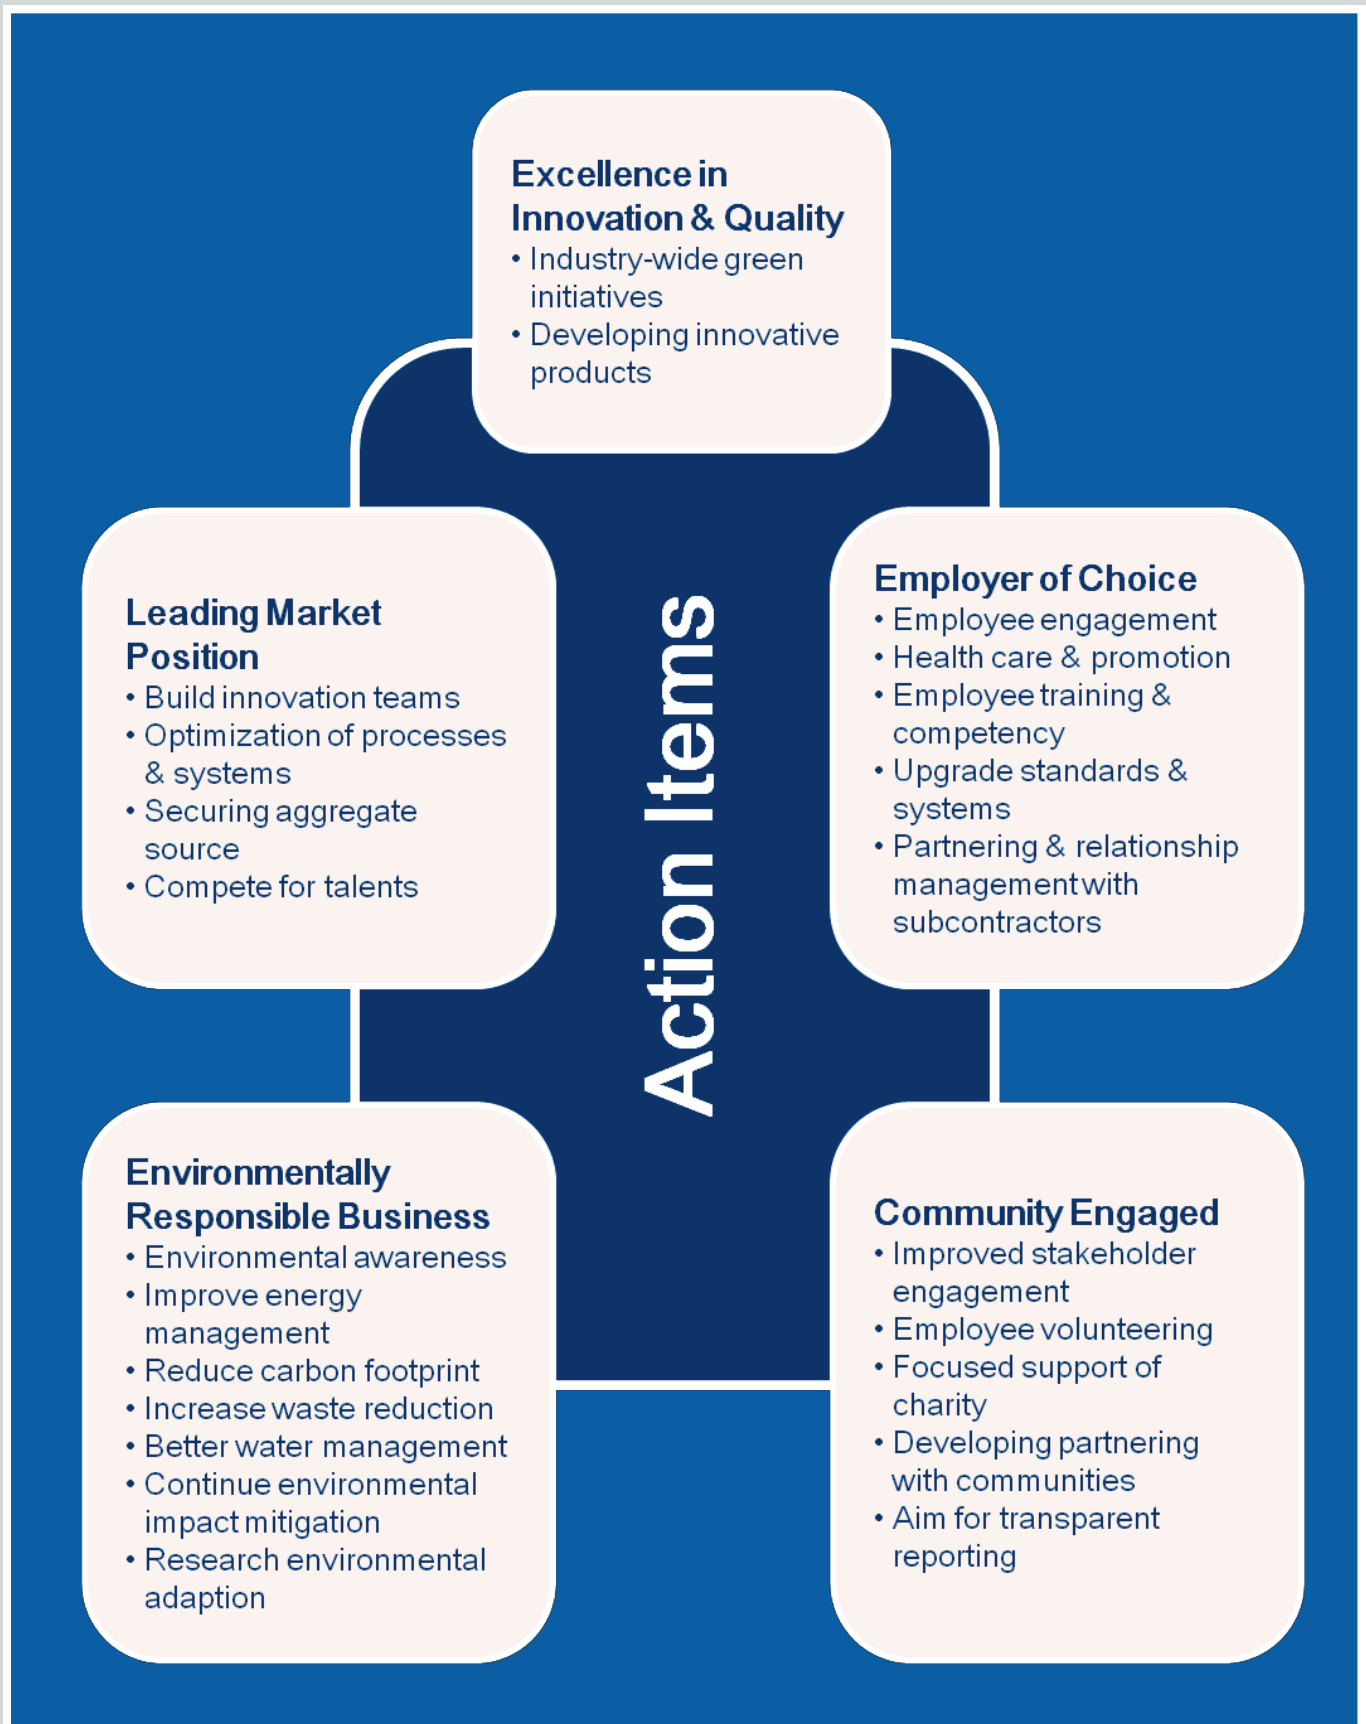 Excellence in
Innovation & Quality
• Industry-wide green
initiatives
• Developing innovative
products
Leading Market
Position
• Build innovation teams
• Optimization of processes
& systems
• Securing aggregate
source
• Compete for talents
Action Items
Employer of Choice
• Employee engagement
• Health care & promotion
• Employee training &
competency
• Upgrade standards &
systems
• Partnering & relationship
management with
subcontractors
Environmentally
Responsible Business
• Environmental awareness
• Improve energy
management
• Reduce carbon footprint
• Increase waste reduction
• Better water management
• Continue environmental
impact mitigation
• Research environmental
adaption
Community Engaged
• Improved stakeholder
engagement
• Employee volunteering
• Focused support of
charity
• Developing partnering
with communities
• Aim for transparent
reporting